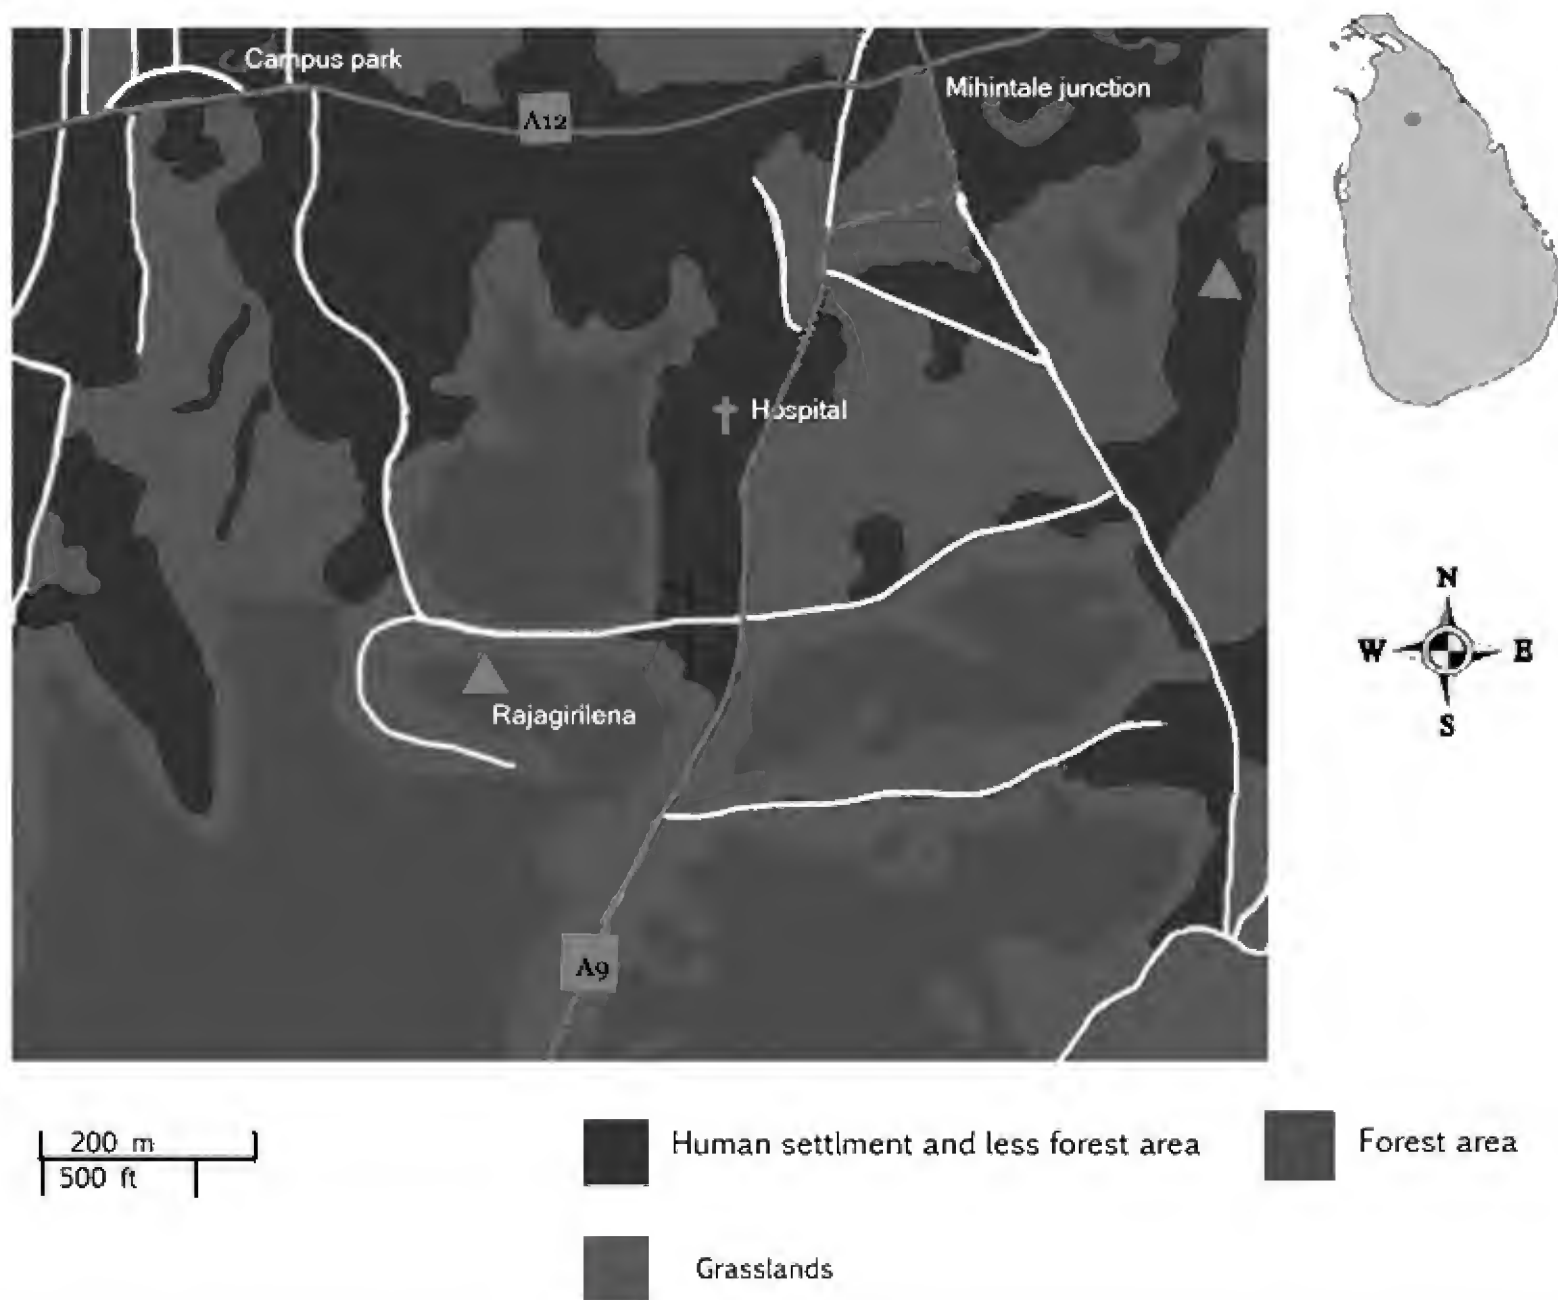 Campus park
Mihintale junction
A12
Hospital
Rajagirilena
A9
N
W E
S
200 m
500 ft
Human settlment and less forest area
Forest area
Grasslands